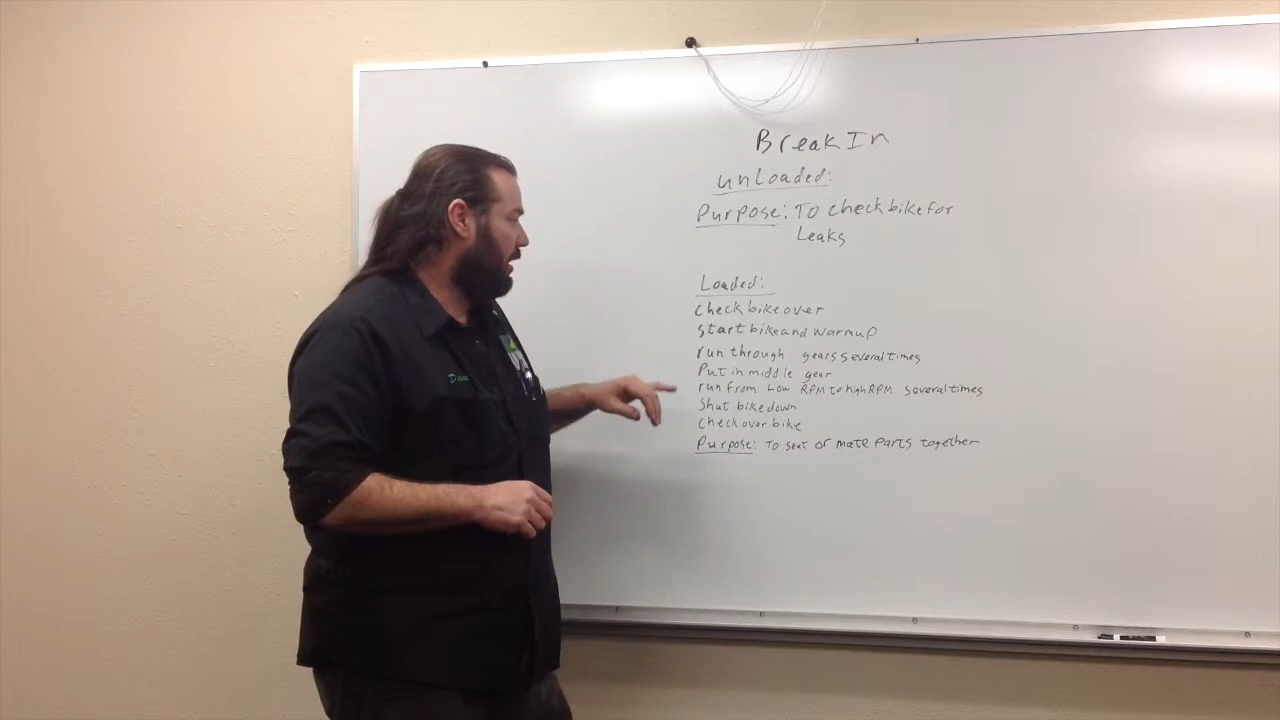 Break In
unLoaded:
Purpose: To check bike for
Leaks
Loaded:
check bike over
start bike and warmup
run through gears several times
Put in middle gear
run from Low RPM to high RPM several times
Shut bike down
Check over bike
Purpose: To seat or mate parts together